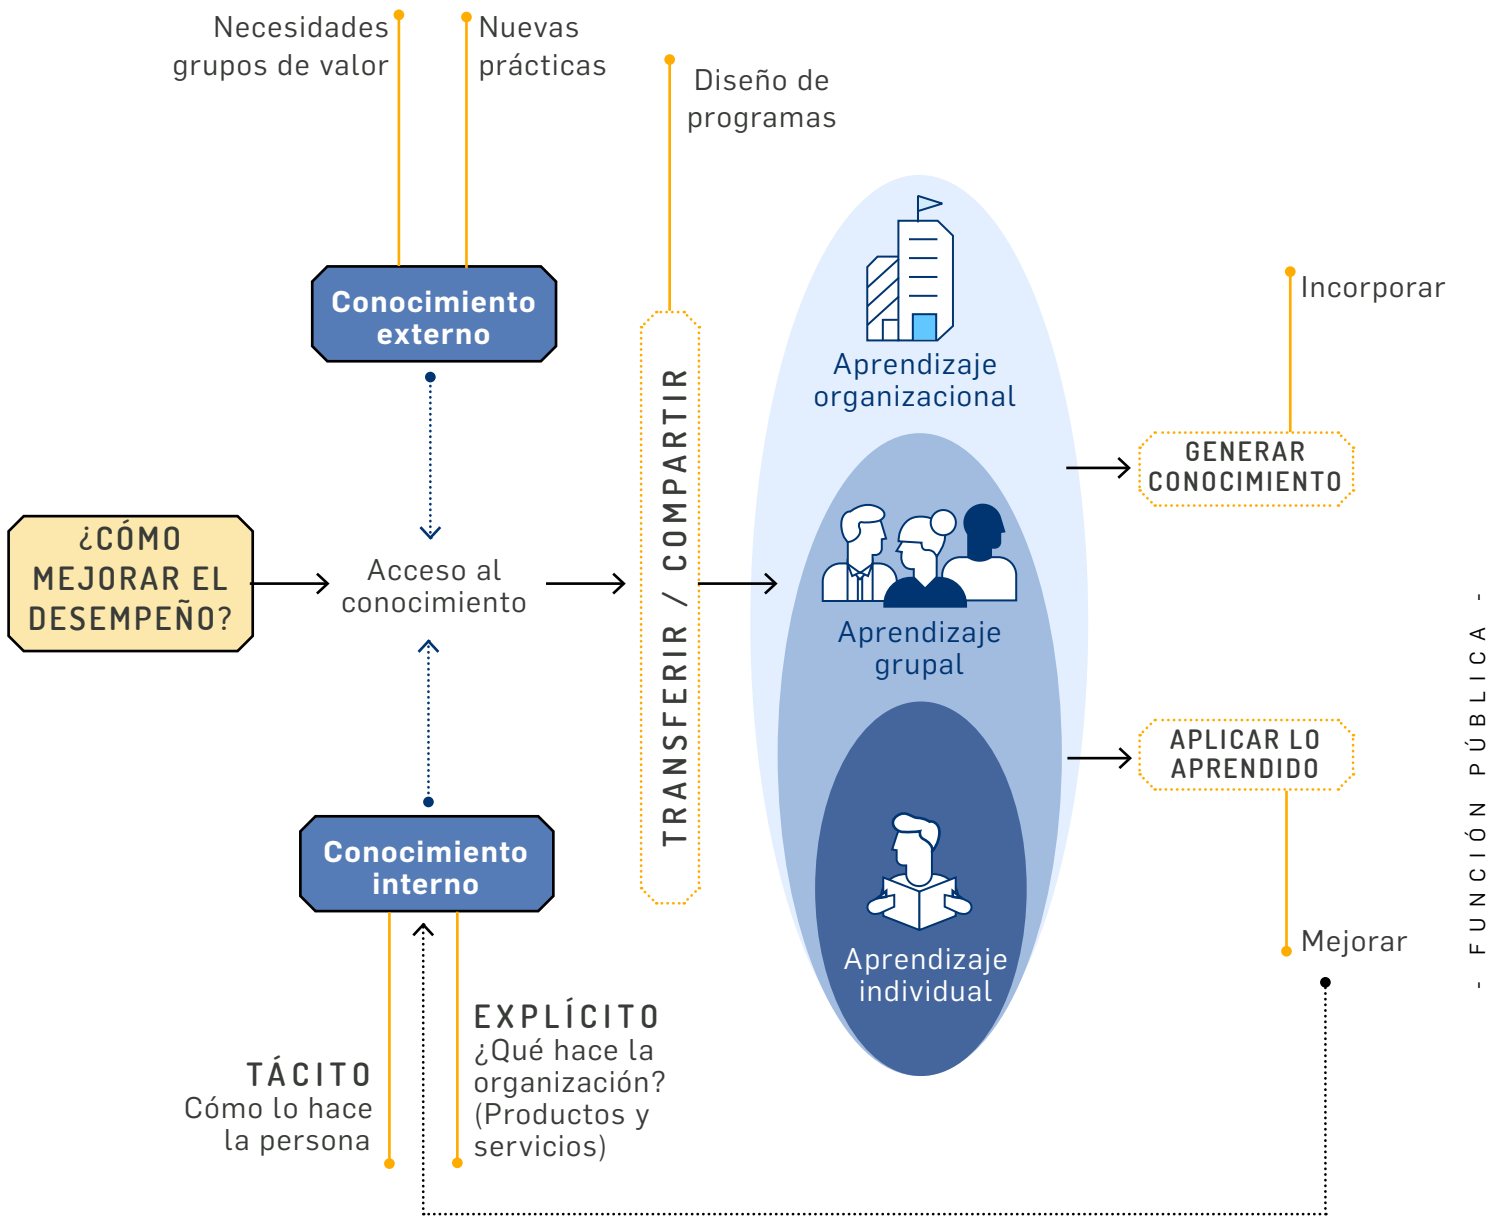 Necesidades
grupos de valor
Nuevas
prácticas
Diseño de
programas
Conocimiento
externo
Incorporar
Aprendizaje
organizacional
GENERAR
CONOCIMIENTO
¿CÓMO
MEJORAR EL
DESEMPEÑO?
Acceso al
conocimiento
TRANSFERIR / COMPARTIR
Aprendizaje
grupal
APLICAR LO
APRENDIDO
Conocimiento
interno
Aprendizaje
individual
Mejorar
- FUNCIÓN PÚBLICA -
TÁCITO
Cómo lo hace
la persona
EXPLÍCITO
¿Qué hace la
organización?
(Productos y
servicios)